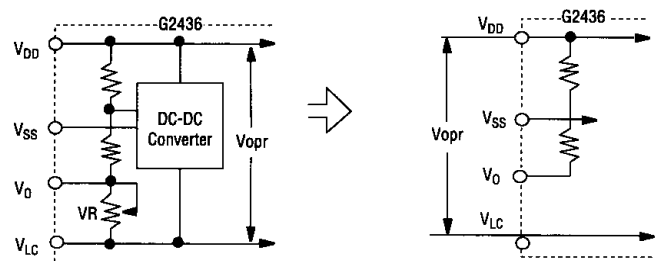 G2436
VDD
DC-DC
Converter
VSS
Vopr
VO
VR
VLC
G2436
VDD
VSS
Vopr
VO
VLC